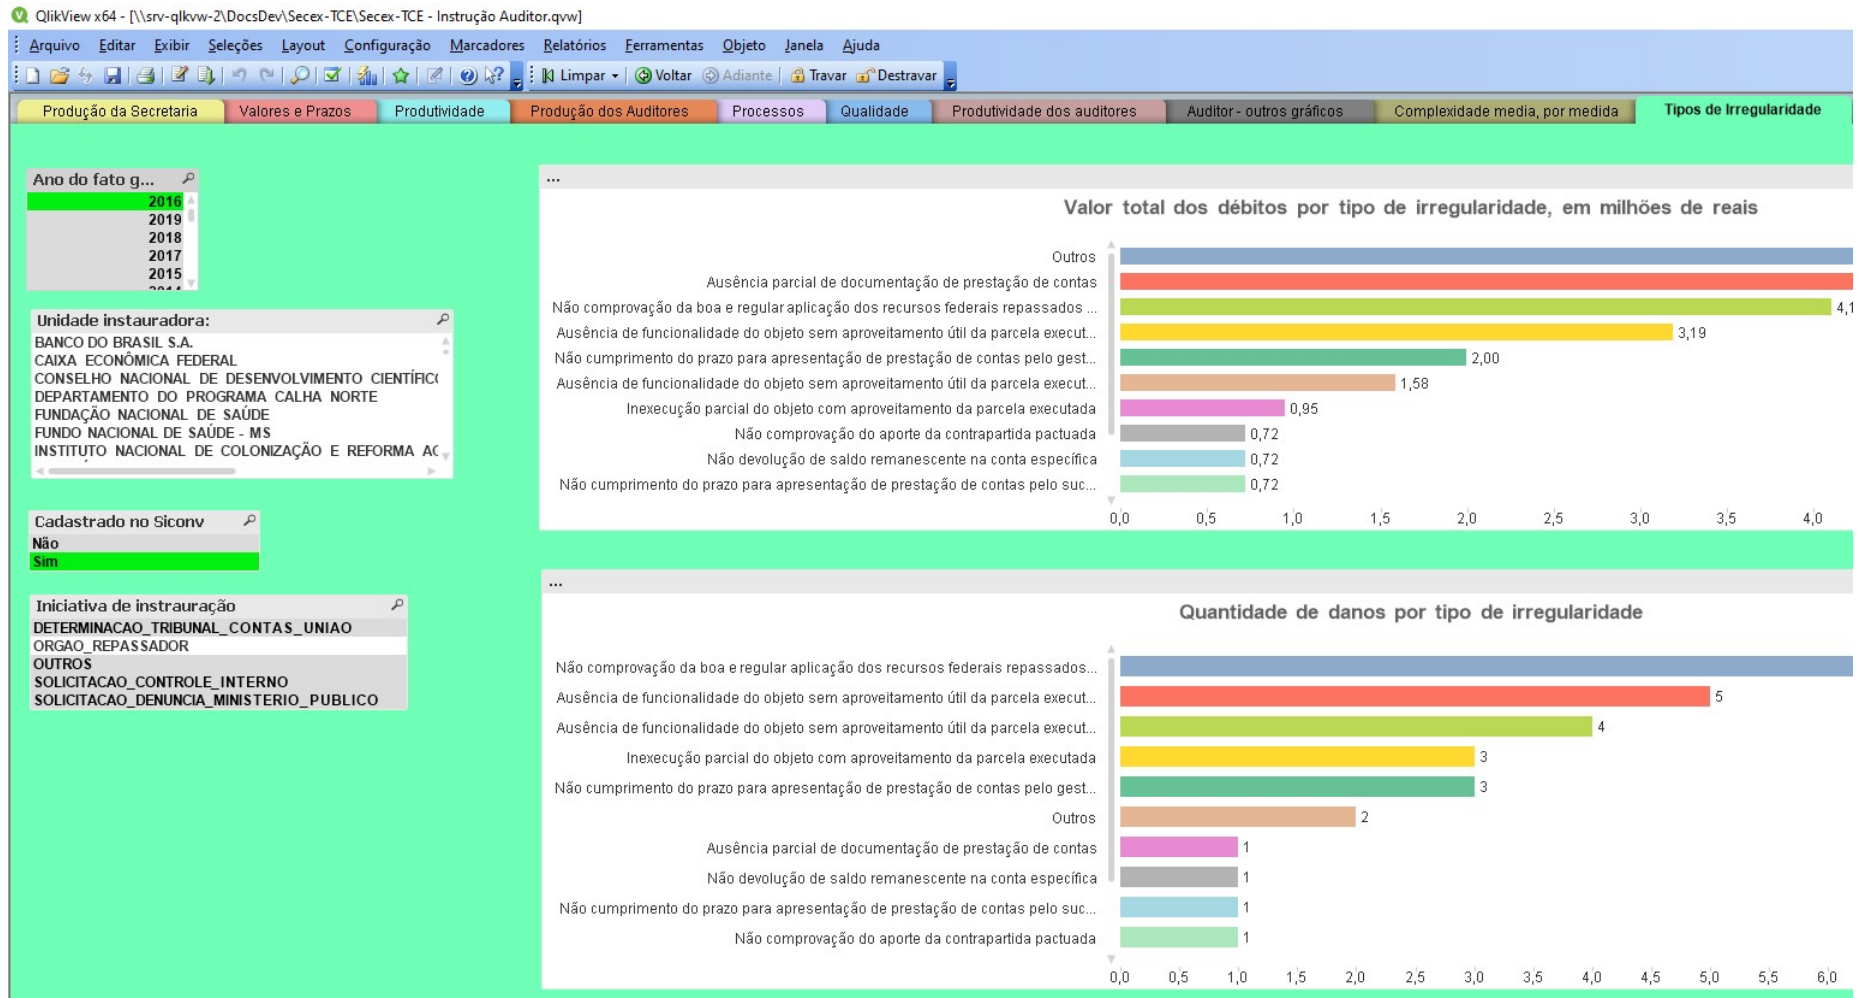 QlikView x64 - [\\srv-qlkvw-2\DocsDev\Secex-TCE\Secex-TCE - Instrução Auditor.qvw]
Arquivo Editar Exibir Seleções Layout Configuração Marcadores Relatórios Ferramentas Objeto Janela Ajuda
Limpar Voltar Adiante Travar Destravar
Produção da Secretaria Valores e Prazos Produtividade Produção dos Auditores Processos Qualidade Produtividade dos auditores Auditor - outros gráficos Complexidade media, por medida Tipos de Irregularidade
Ano do fato g...
2016
2019
2018
2017
2015
2014
Unidade instauradora:
BANCO DO BRASIL S.A.
CAIXA ECONÔMICA FEDERAL
CONSELHO NACIONAL DE DESENVOLVIMENTO CIENTÍFIC
DEPARTAMENTO DO PROGRAMA CALHA NORTE
FUNDAÇÃO NACIONAL DE SAÚDE
FUNDO NACIONAL DE SAÚDE - MS
INSTITUTO NACIONAL DE COLONIZAÇÃO E REFORMA A
Cadastrado no Siconv
Não
Sim
Iniciativa de instrauração
DETERMINACAO_TRIBUNAL_CONTAS_UNIAO
ORGAO_REPASSADOR
OUTROS
SOLICITACAO_CONTROLE_INTERNO
SOLICITACAO_DENUNCIA_MINISTERIO_PUBLICO
...
Valor total dos débitos por tipo de irregularidade, em milhões de reais
Outros
Ausência parcial de documentação de prestação de contas
Não comprovação da boa e regular aplicação dos recursos federais repassados ... 4,1
Ausência de funcionalidade do objeto sem aproveitamento útil da parcela execut... 3,19
Não cumprimento do prazo para apresentação de prestação de contas pelo gest... 2,00
Ausência de funcionalidade do objeto sem aproveitamento útil da parcela execut... 1,58
Inexecução parcial do objeto com aproveitamento da parcela executada 0,95
Não comprovação do aporte da contrapartida pactuada 0,72
Não devolução de saldo remanescente na conta específica 0,72
Não cumprimento do prazo para apresentação de prestação de contas pelo suc... 0,72
0,0 0,5 1,0 1,5 2,0 2,5 3,0 3,5 4,0
...
Quantidade de danos por tipo de irregularidade
Não comprovação da boa e regular aplicação dos recursos federais repassados...
Ausência de funcionalidade do objeto sem aproveitamento útil da parcela execut... 5
Ausência de funcionalidade do objeto sem aproveitamento útil da parcela execut... 4
Inexecução parcial do objeto com aproveitamento da parcela executada 3
Não cumprimento do prazo para apresentação de prestação de contas pelo gest... 3
Outros 2
Ausência parcial de documentação de prestação de contas 1
Não devolução de saldo remanescente na conta específica 1
Não cumprimento do prazo para apresentação de prestação de contas pelo suc... 1
Não comprovação do aporte da contrapartida pactuada 1
0,0 0,5 1,0 1,5 2,0 2,5 3,0 3,5 4,0 4,5 5,0 5,5 6,0